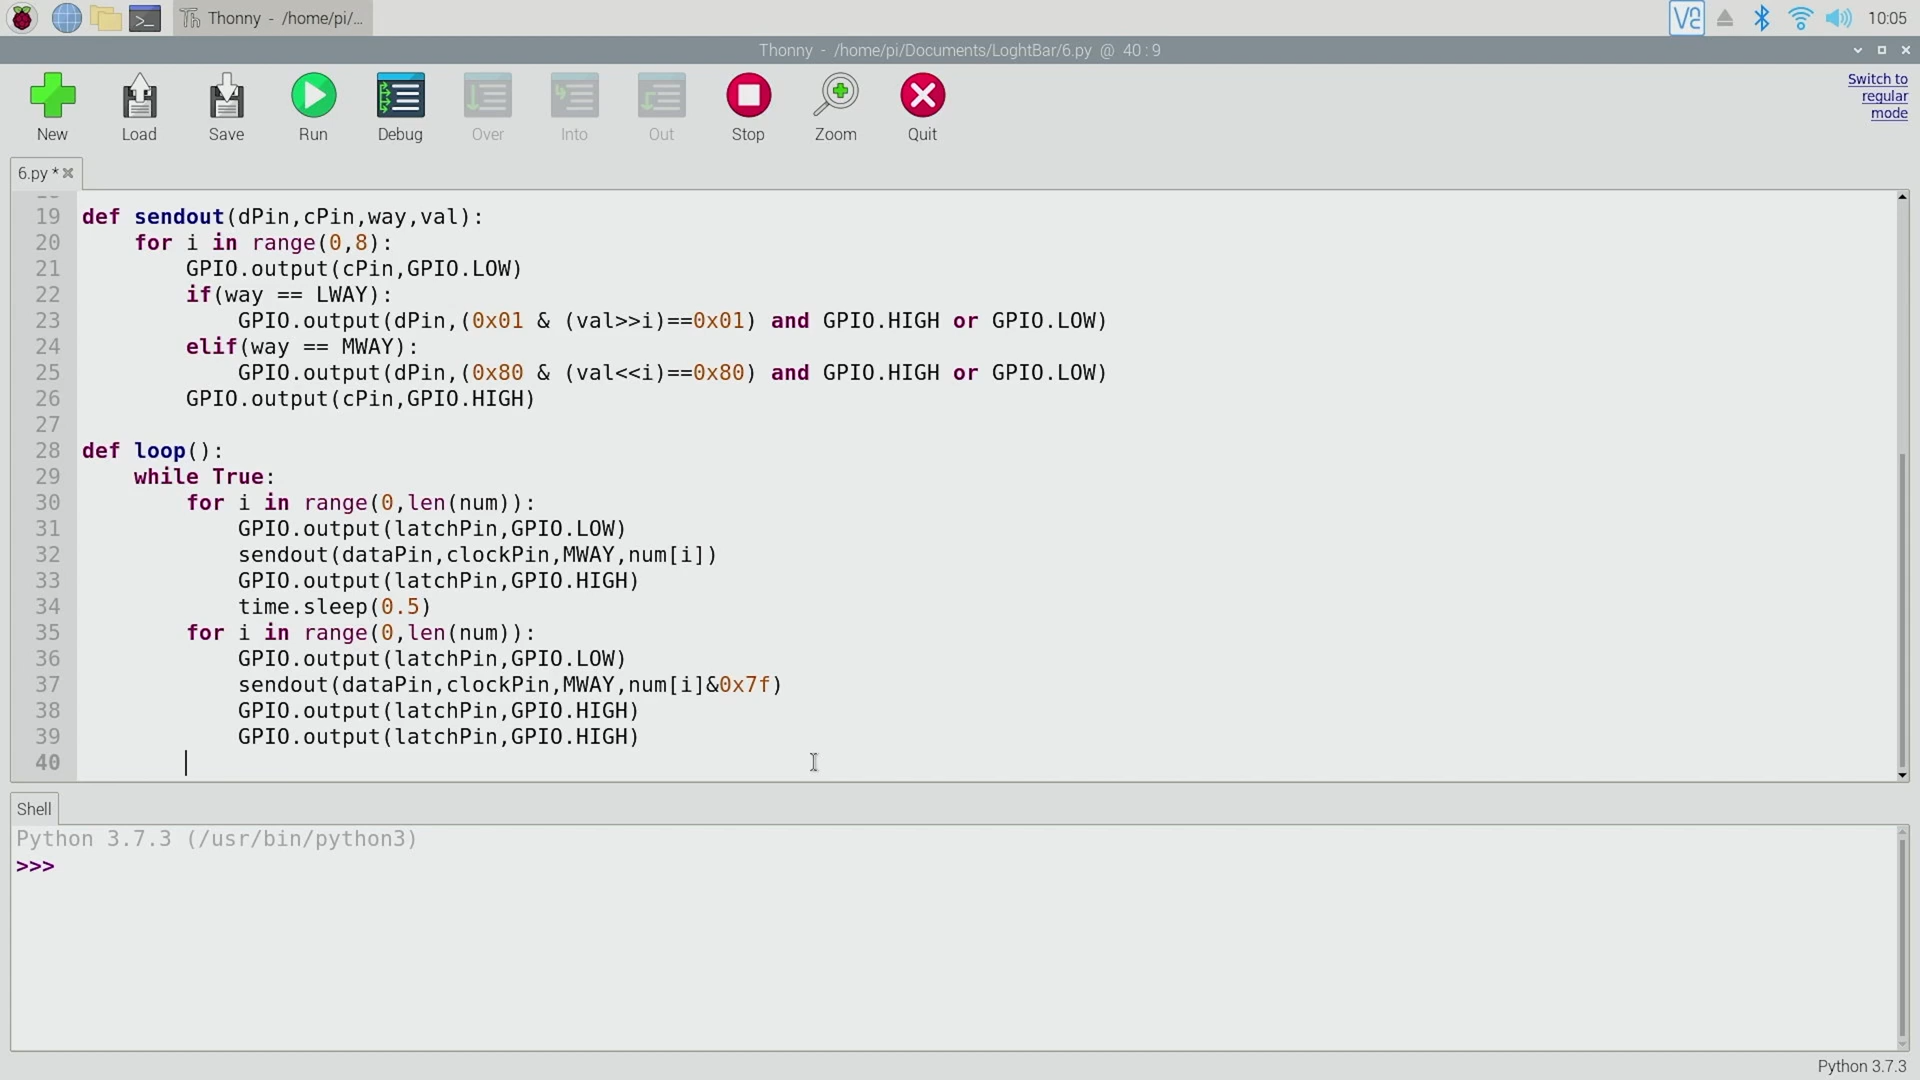 Thonny - /home/pi/...
10:05
Thonny - /home/pi/Documents/LoghtBar/6.py @ 40:9
New
Load
Save
Run
Debug
Over
Into
Out
Stop
Zoom
Quit
Switch to
regular
mode
6.py *
19 def sendout(dPin,cPin,way,val):
20 for i in range(0,8):
21 GPIO.output(cPin,GPIO.LOW)
22 if(way == LWAY):
23 GPIO.output(dPin,(0x01 & (val>>i)==0x01) and GPIO.HIGH or GPIO.LOW)
24 elif(way == MWAY):
25 GPIO.output(dPin,(0x80 & (val<<i)==0x80) and GPIO.HIGH or GPIO.LOW)
26 GPIO.output(cPin,GPIO.HIGH)
27
28 def loop():
29 while True:
30 for i in range(0,len(num)):
31 GPIO.output(latchPin,GPIO.LOW)
32 sendout(dataPin,clockPin,MWAY,num[i])
33 GPIO.output(latchPin,GPIO.HIGH)
34 time.sleep(0.5)
35 for i in range(0,len(num)):
36 GPIO.output(latchPin,GPIO.LOW)
37 sendout(dataPin,clockPin,MWAY,num[i]&0x7f)
38 GPIO.output(latchPin,GPIO.HIGH)
39 GPIO.output(latchPin,GPIO.HIGH)
40
Shell
Python 3.7.3 (/usr/bin/python3)
>>>
Python 3.7.3